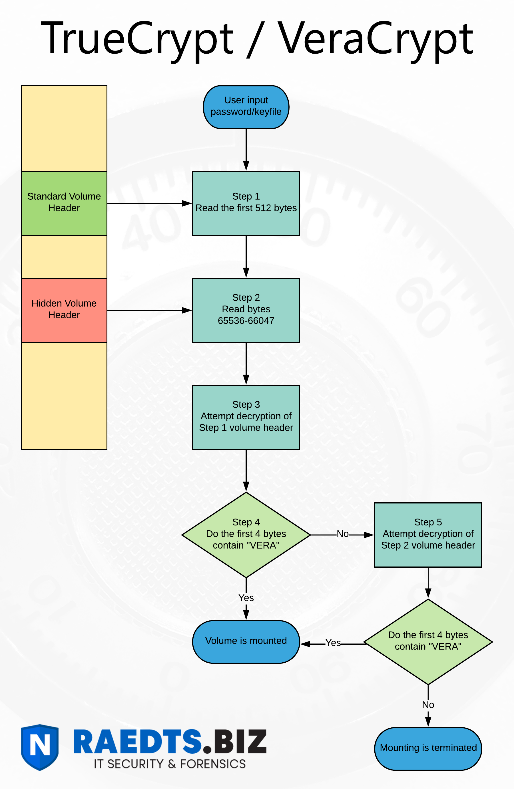 TrueCrypt / VeraCrypt
User input
password/keyfile
Standard Volume
Header
Step 1
Read the first 512 bytes
Hidden Volume
Header
Step 2
Read bytes
65536-66047
Step 3
Attempt decryption of
Step 1 volume header
Step 4
Do the first 4 bytes
contain "VERA"
No
Step 5
Attempt decryption of
Step 2 volume header
Yes
Volume is mounted
Yes
Do the first 4 bytes
contain "VERA"
No
Mounting is terminated
N
RAEDTS.BIZ
IT SECURITY & FORENSICS
40
60
70